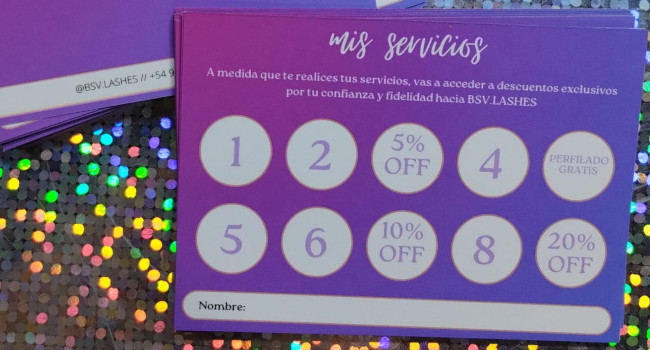 mis servicios
A medida que te realices tus servicios, vas a acceder a descuentos exclusivos
por tu confianza y fidelidad hacia BSV.LASHES
1 2 5% OFF 4 PERFILADO GRATIS
5 6 10% OFF 8 20% OFF
Nombre:
@BSV.LASHES // +54 9